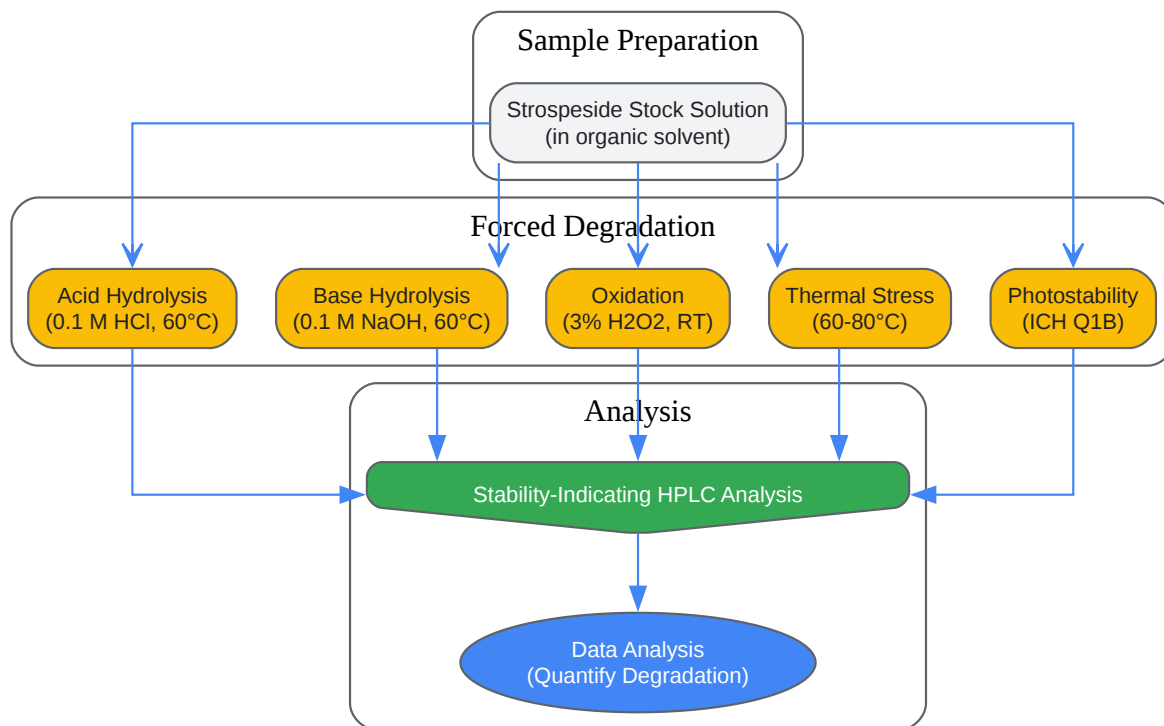 Sample Preparation
Strospeside Stock Solution
(in organic solvent)
Forced Degradation
Acid Hydrolysis
(0.1 M HCl, 60°C)
Base Hydrolysis
(0.1 M NaOH, 60°C)
Oxidation
(3% H2O2, RT)
Thermal Stress
(60-80°C)
Photostability
(ICH Q1B)
Analysis
Stability-Indicating HPLC Analysis
Data Analysis
(Quantify Degradation)